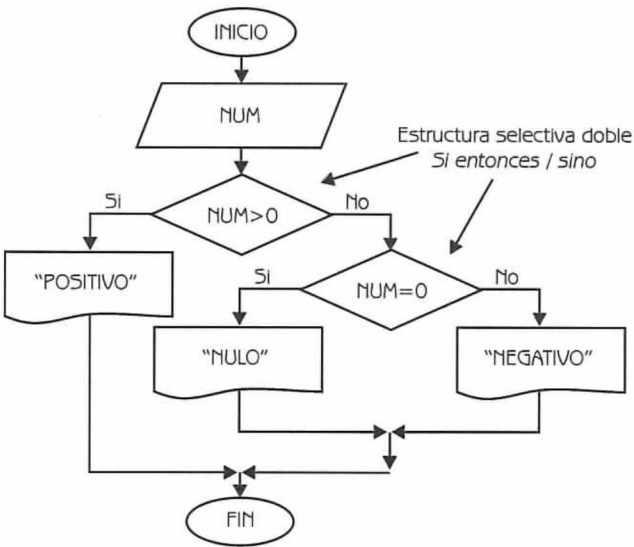 INICIO
NUM
Estructura selectiva doble
Si entonces / sino
Si
NUM>0
No
"POSITIVO"
Si
NUM=0
No
"NULO"
"NEGATIVO"
FIN